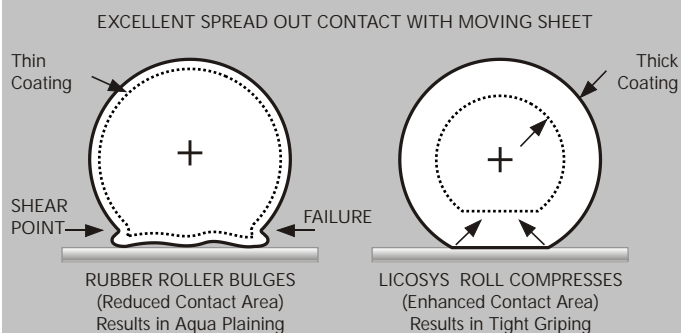 EXCELLENT SPREAD OUT CONTACT WITH MOVING SHEET
Thin
Coating
Thick
Coating
SHEAR
POINT
FAILURE
RUBBER ROLLER BULGES
(Reduced Contact Area)
Results in Aqua Plaining
LICOSYS ROLL COMPRESSES
(Enhanced Contact Area)
Results in Tight Griping